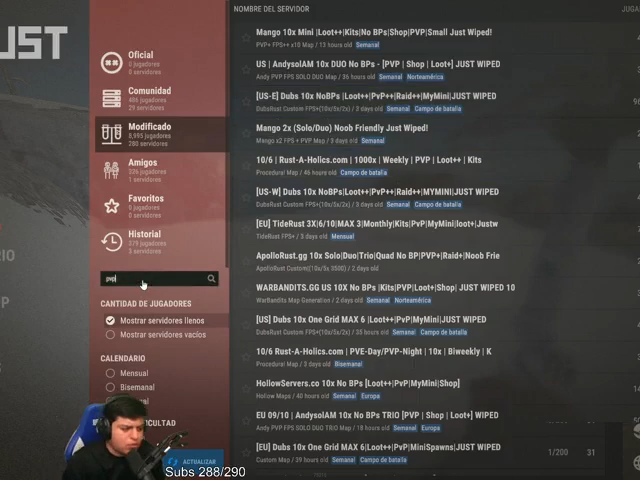 UST
NOMBRE DEL SERVIDOR
JUGA
Oficial
0 jugadores
0 servidores
Comunidad
406 jugadores
29 servidores
Modificado
8,995 jugadores
280 servidores
Amigos
336 jugadores
1 servidores
Favoritos
0 jugadores
0 servidores
Historial
379 jugadores
3 servidores
pvp
CANTIDAD DE JUGADORES
Mostrar servidores llenos
Mostrar servidores vacíos
CALENDARIO
Mensual
Bisemanal
CULTAD
ACTUALIZAR
Subs 288/290
RIO
Mango 10x Mini |Loot++|Kits|No BPs|Shop|PVP|Small Just Wiped!
PVP+ FPS++ x10 Map / 13 hours old Semanal
US | AndysolAM 10x DUO No BPs - [PVP | Shop | Loot] JUST WIPED
Andy PVP FPS SOLO DUO Map / 36 hours old Semanal Norteamérica
[US-E] Dubs 10x NoBPs |Loot++|PvP++|Raid++|MyMini|JUST WIPED
DubsRust Custom FPS+(10x/5x/2x) / 3 days old Semanal Campo de batalla
Mango 2x (Solo/Duo) Noob Friendly Just Wiped!
Mango x2 FPS + PVP Map / 3 days old Semanal
10/6 | Rust-A-Holics.com | 1000x | Weekly | PVP | Loot++ | Kits
Procedural Map / 46 hours old Campo de batalla
[US-W] Dubs 10x NoBPs|Loot++|PvP++|Raid++|MYMINI|JUST WIPED
DubsRust Custom FPS+(10x/5x/2x) / 3 days old Semanal Campo de batalla
[EU] TideRust 3X|6/10|MAX 3|Monthly|Kits|PvP|MyMini|loot+|Justw
TideRust FPS+ / 3 days old Mensual
ApolloRust.gg 10x Solo|Duo|Trio|Quad No BP|PVP+|Raid+|Noob Frie
ApolloRust Custom((10x/5x 3500) / 2 days old
WARBANDITS.GG US 10X No BPs |Kits|PVP|Loot+|Shop| JUST WIPED 10
WarBandits Map Generation / 2 days old Semanal Norteamérica
[US] Dubs 10x One Grid MAX 6 |Loot++|PvP|MyMini|JUST WIPED
DubsRust Custom FPS+(10x/5x/2x) / 35 hours old Semanal Campo de batalla
10/6 | Rust-A-Holics.com | PVE-Day/PVP-Night | 10x | Biweekly | K
Procedural Map / 3 days old Bisemanal
HollowServers.co 10x No BPs [Loot++|PvP|MyMini|Shop]
Hollow Maps / 40 hours old Semanal Europa
EU 09/10 | AndysolAM 10x No BPs TRIO [PVP | Shop | Loot+] WIPED
Andy PVP FPS SOLO DUO TRIO Map / 18 hours old Semanal Europa
[EU] Dubs 10x One Grid MAX 6|Loot++|PvP|MiniSpawns|JUST WIPED
Custom Map / 39 hours old Semanal Campo de batalla
1/200 31